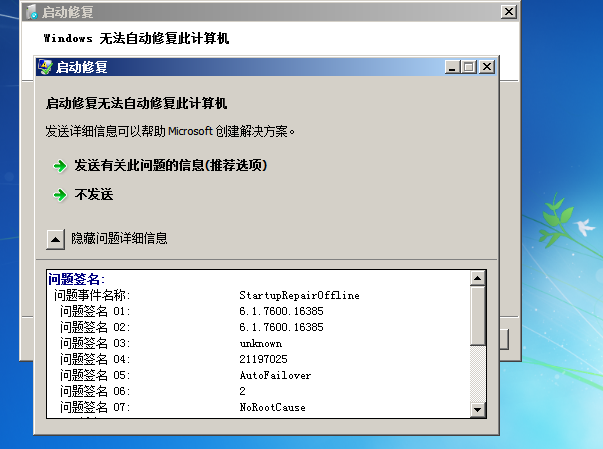 启动修复
Windows 无法自动修复此计算机
启动修复
启动修复无法自动修复此计算机
发送详细信息可以帮助 Microsoft 创建解决方案。
发送有关此问题的信息(推荐选项)
不发送
隐藏问题详细信息
问题签名:
问题事件名称: StartupRepairOffline
问题签名 01: 6.1.7600.16385
问题签名 02: 6.1.7600.16385
问题签名 03: unknown
问题签名 04: 21197025
问题签名 05: AutoFailover
问题签名 06: 2
问题签名 07: NoRootCause